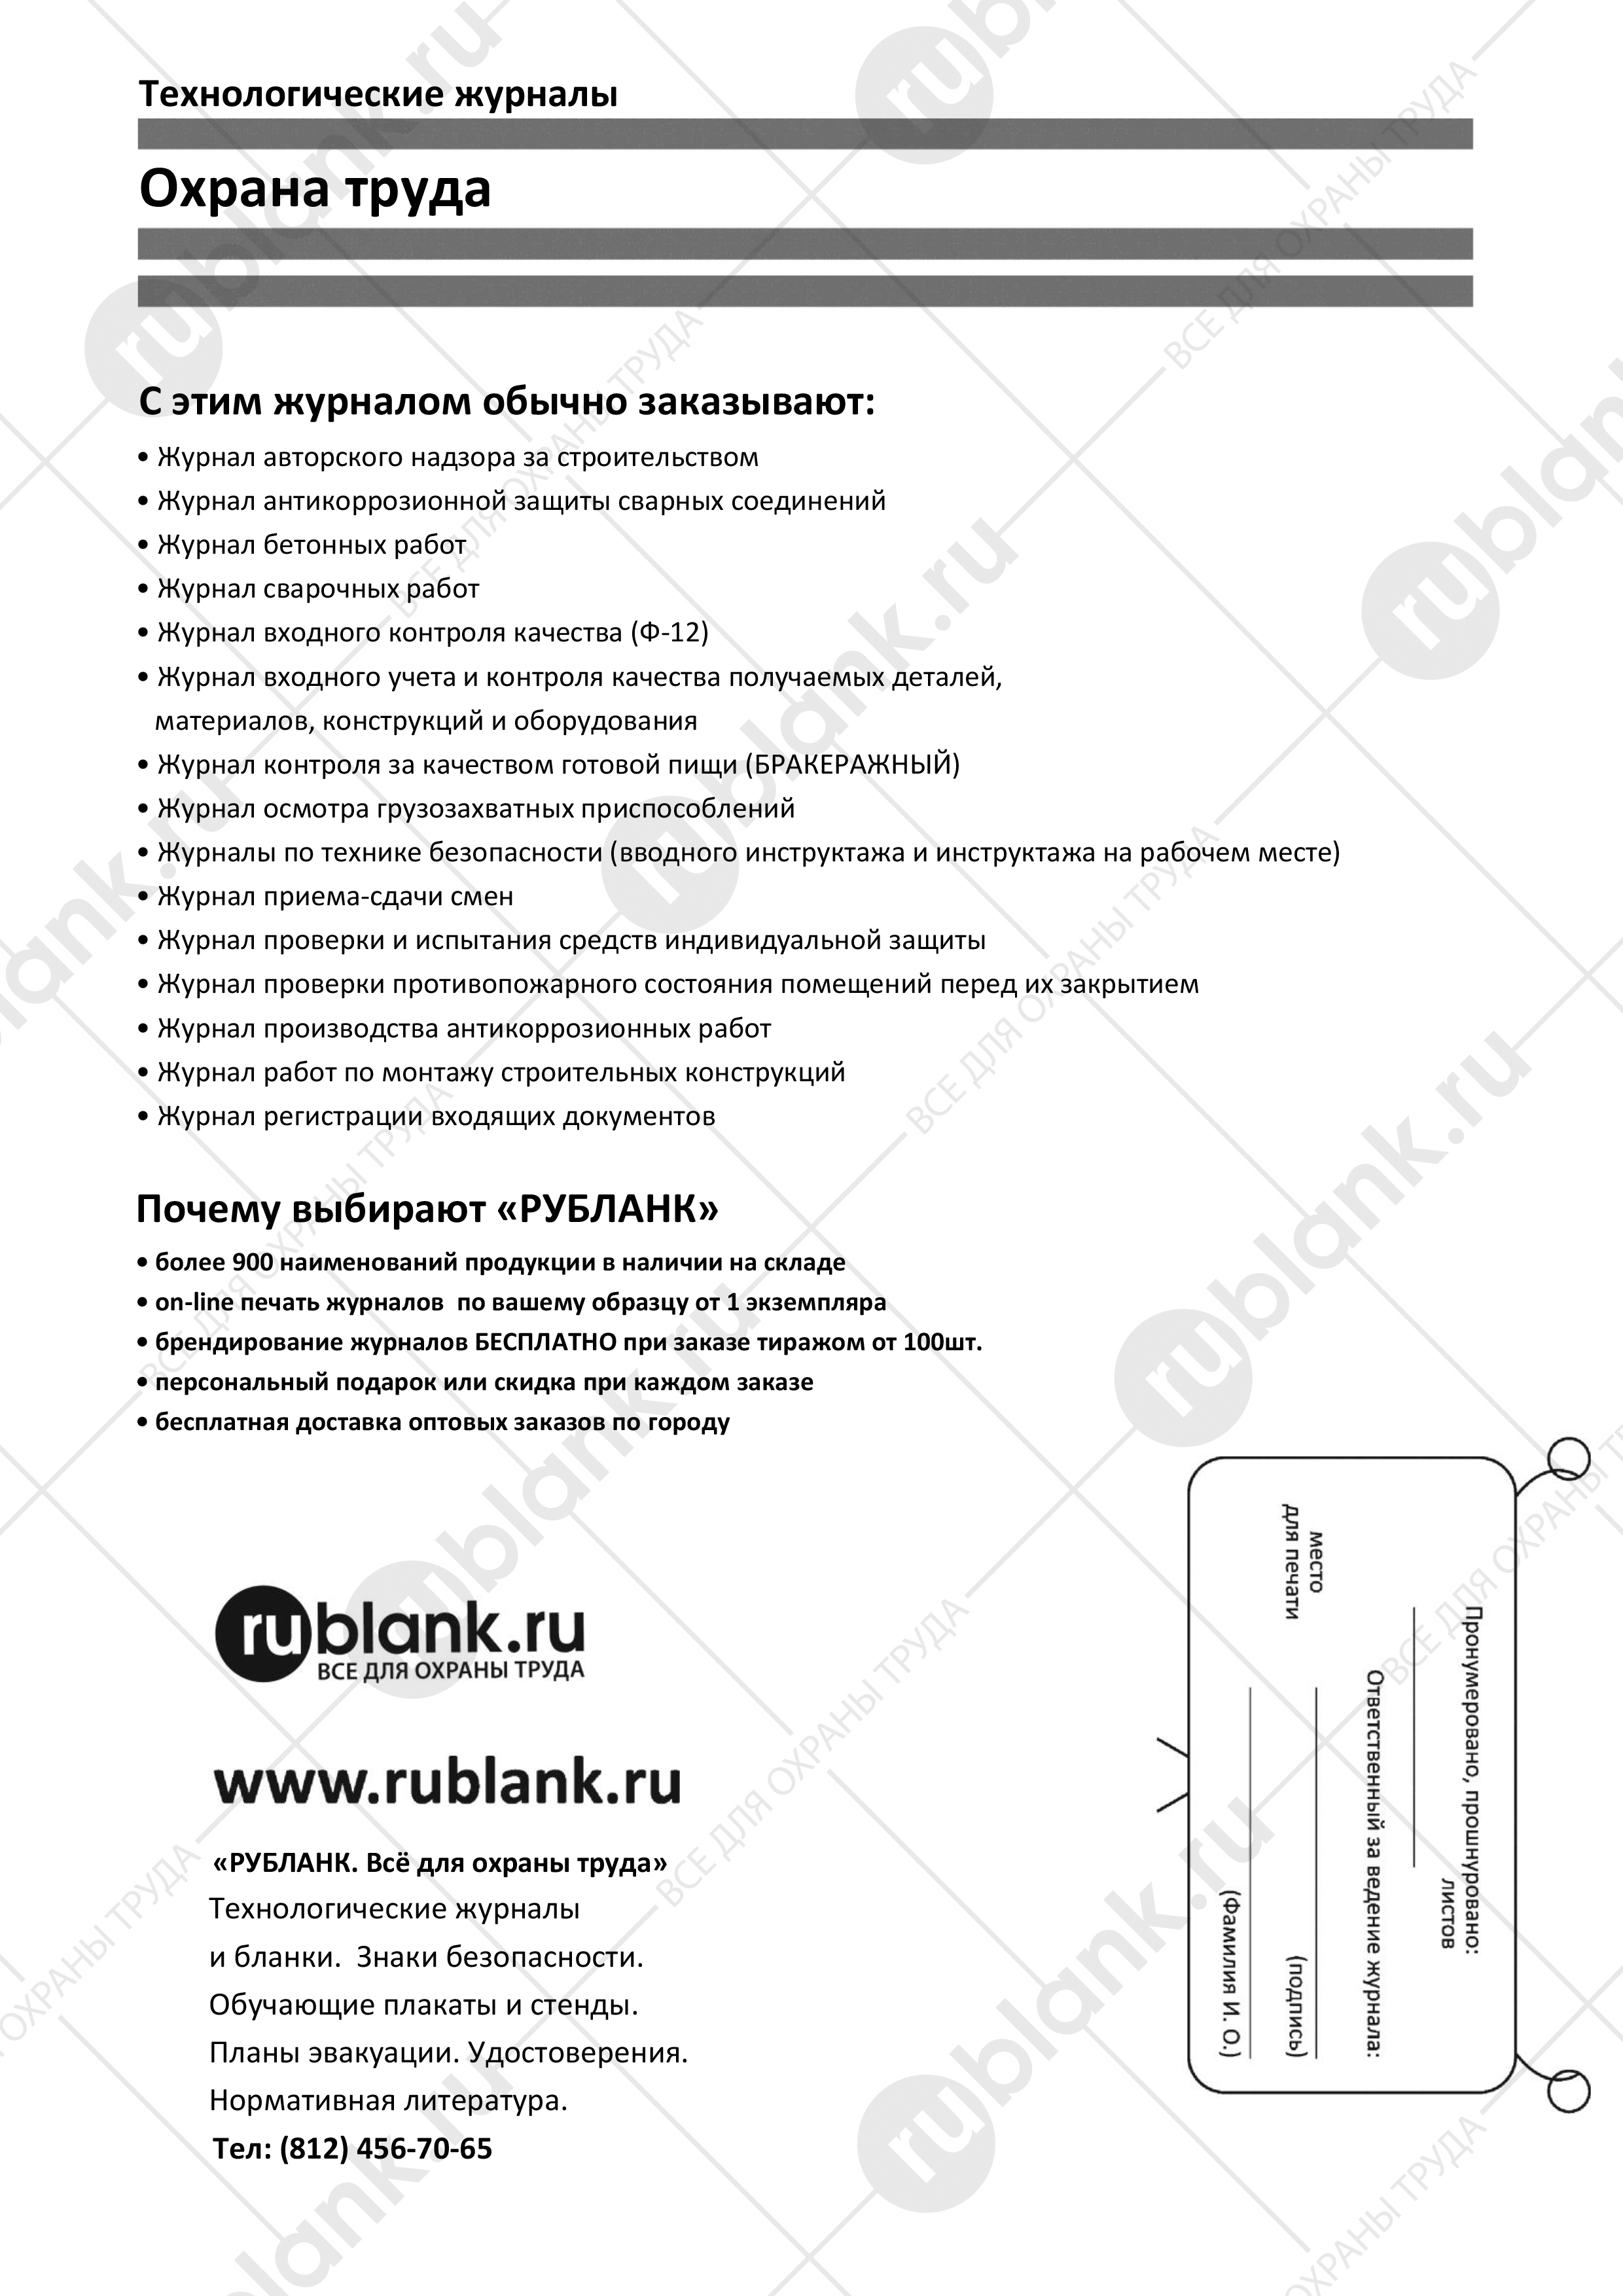 Технологические журналы
Охрана труда
С этим журналом обычно заказывают:
• Журнал авторского надзора за строительством
• Журнал антикоррозионной защиты сварных соединений
• Журнал бетонных работ
• Журнал сварочных работ
• Журнал входного контроля качества (Ф-12)
• Журнал входного учета и контроля качества получаемых деталей,
материалов, конструкций и оборудования
• Журнал контроля за качеством готовой пищи (БРАКЕРАЖНЫЙ)
• Журнал осмотра грузозахватных приспособлений
• Журналы по технике безопасности (вводного инструктажа и инструктажа на рабочем месте)
• Журнал приема-сдачи смен
• Журнал проверки и испытания средств индивидуальной защиты
• Журнал проверки противопожарного состояния помещений перед их закрытием
• Журнал производства антикоррозионных работ
• Журнал работ по монтажу строительных конструкций
• Журнал регистрации входящих документов
Почему выбирают «РУБЛАНК»
• более 900 наименований продукции в наличии на складе
• on-line печать журналов по вашему образцу от 1 экземпляра
• брендирование журналов БЕСПЛАТНО при заказе тиражом от 100шт.
• персональный подарок или скидка при каждом заказе
• бесплатная доставка оптовых заказов по городу
rublank.ru
ВСЕ ДЛЯ ОХРАНЫ ТРУДА
www.rublank.ru
«РУБЛАНК. Всё для охраны труда»
Технологические журналы
и бланки. Знаки безопасности.
Обучающие плакаты и стенды.
Планы эвакуации. Удостоверения.
Нормативная литература.
Тел: (812) 456-70-65
Пронумеровано, прошнуровано:
листов
Ответственный за ведение журнала:
место
для печати
(подпись)
(Фамилия И. О.)